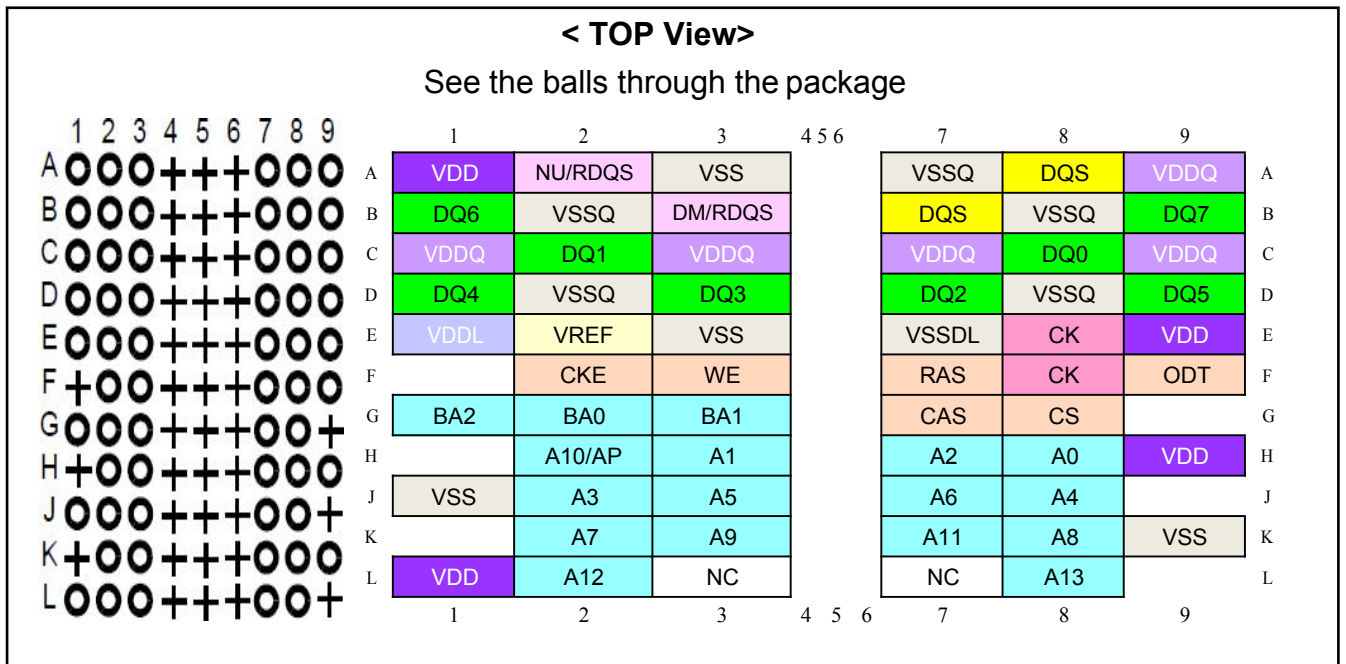 < TOP View>
See the balls through the package
1 2 3 4 5 6 7 8 9
A
B
C
D
E
F
G
H
J
K
L
1 2 3 4 5 6 7 8 9
A VDD NU/RDQS VSS VSSQ DQS VDDQ A
B DQ6 VSSQ DM/RDQS DQS VSSQ DQ7 B
C VDDQ DQ1 VDDQ VDDQ DQ0 VDDQ C
D DQ4 VSSQ DQ3 DQ2 VSSQ DQ5 D
E VDDL VREF VSS VSSDL CK VDD E
F CKE WE RAS CK ODT F
G BA2 BA0 BA1 CAS CS G
H A10/AP A1 A2 A0 VDD H
J VSS A3 A5 A6 A4 J
K A7 A9 A11 A8 VSS K
L VDD A12 NC NC A13 L
1 2 3 4 5 6 7 8 9